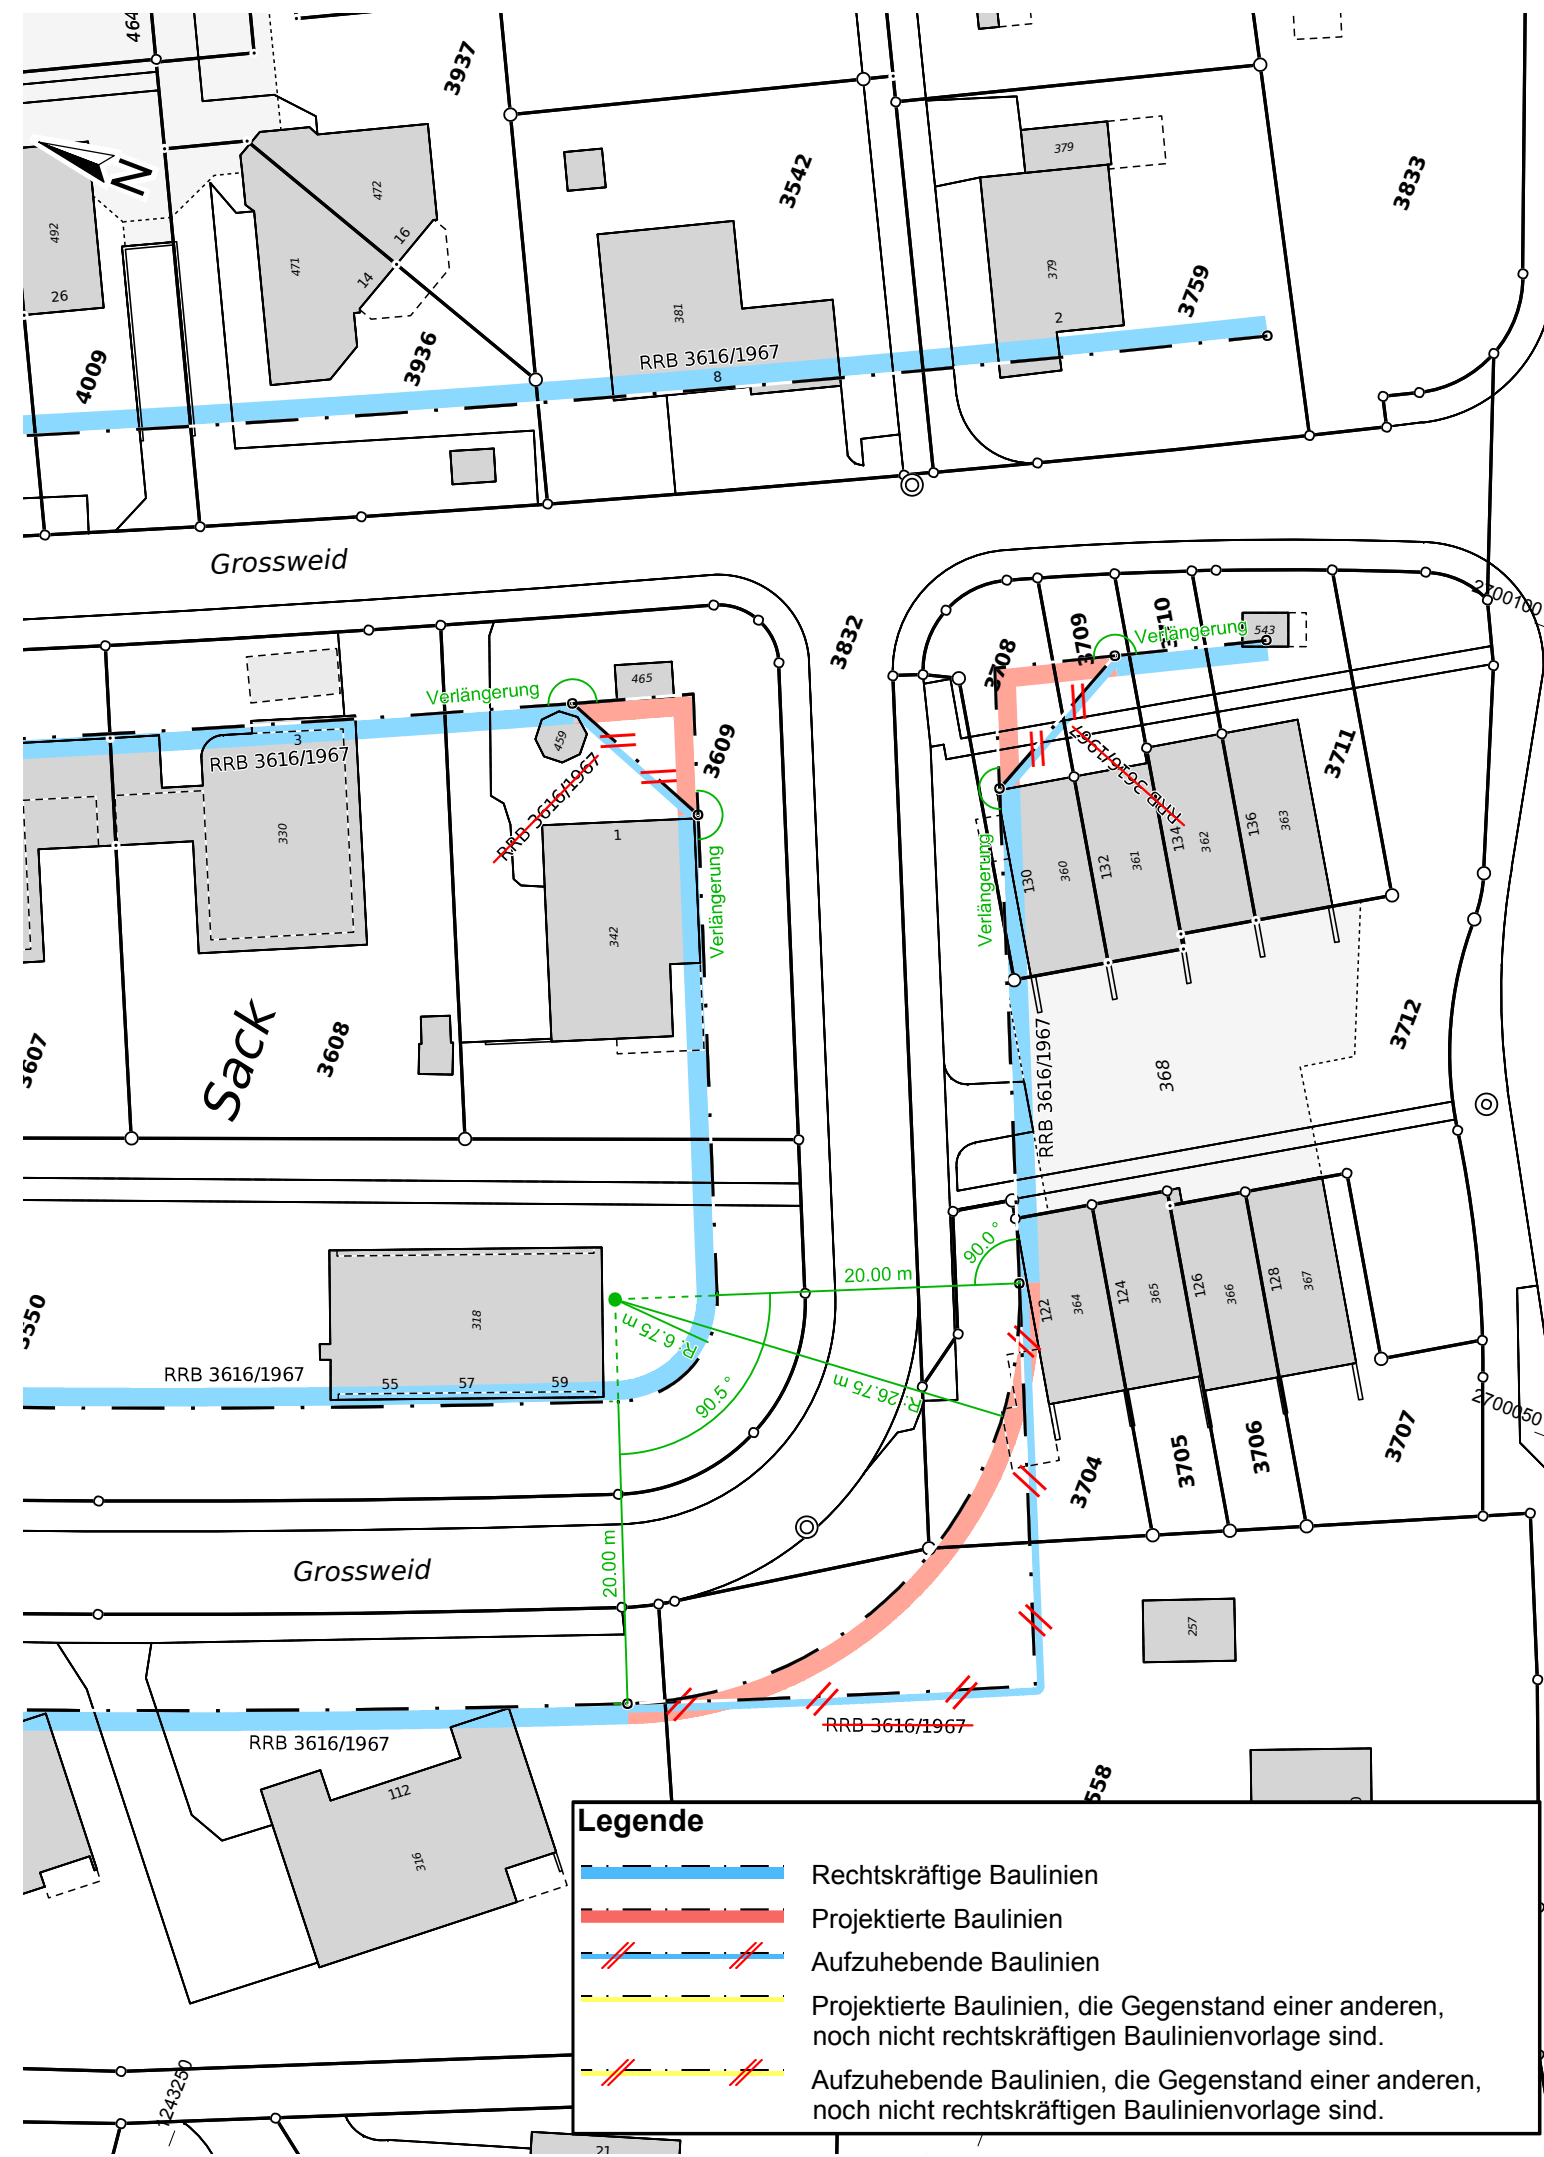 464
3937
3542
379
3833
N
492
26
472
16
14
471
381
379
2
3759
4009
3936
RRB 3616/1967
8
Grossweid
2700100
3832
3708
3709
3710
Verlängerung
543
Verlängerung
465
459
3609
3
RRB 3616/1967
RRB 3616/1967
RRB 3616/1967
3711
330
1
342
Verlängerung
Verlängerung
130
360
132
361
134
362
136
363
Sack
3607
3608
3712
368
RRB 3616/1967
90.0 °
20.00 m
R: 6.75 m
R: 26.75 m
90.5 °
20.00 m
122
364
124
365
126
366
128
367
3550
318
RRB 3616/1967
55
57
59
2700050
3704
3705
3706
3707
Grossweid
257
RRB 3616/1967
RRB 3616/1967
112
316
558
Legende
Rechtskräftige Baulinien
Projektierte Baulinien
Aufzuhebende Baulinien
Projektierte Baulinien, die Gegenstand einer anderen,
noch nicht rechtskräftigen Baulinienvorlage sind.
Aufzuhebende Baulinien, die Gegenstand einer anderen,
noch nicht rechtskräftigen Baulinienvorlage sind.
1243250
21